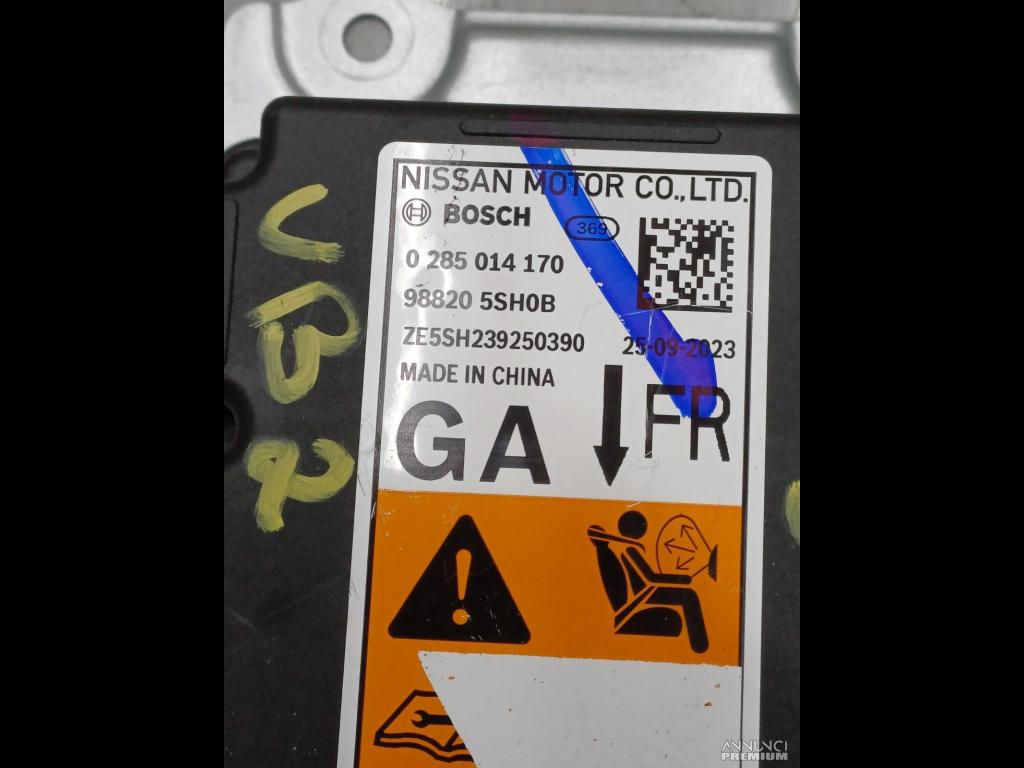 NISSAN MOTOR CO.,LTD.
BOSCH
369
0 285 014 170
98820 5SH0B
ZE5SH239250390 25-09-2023
MADE IN CHINA
GA FR
VB2
ANNUNCI
PREMIUM